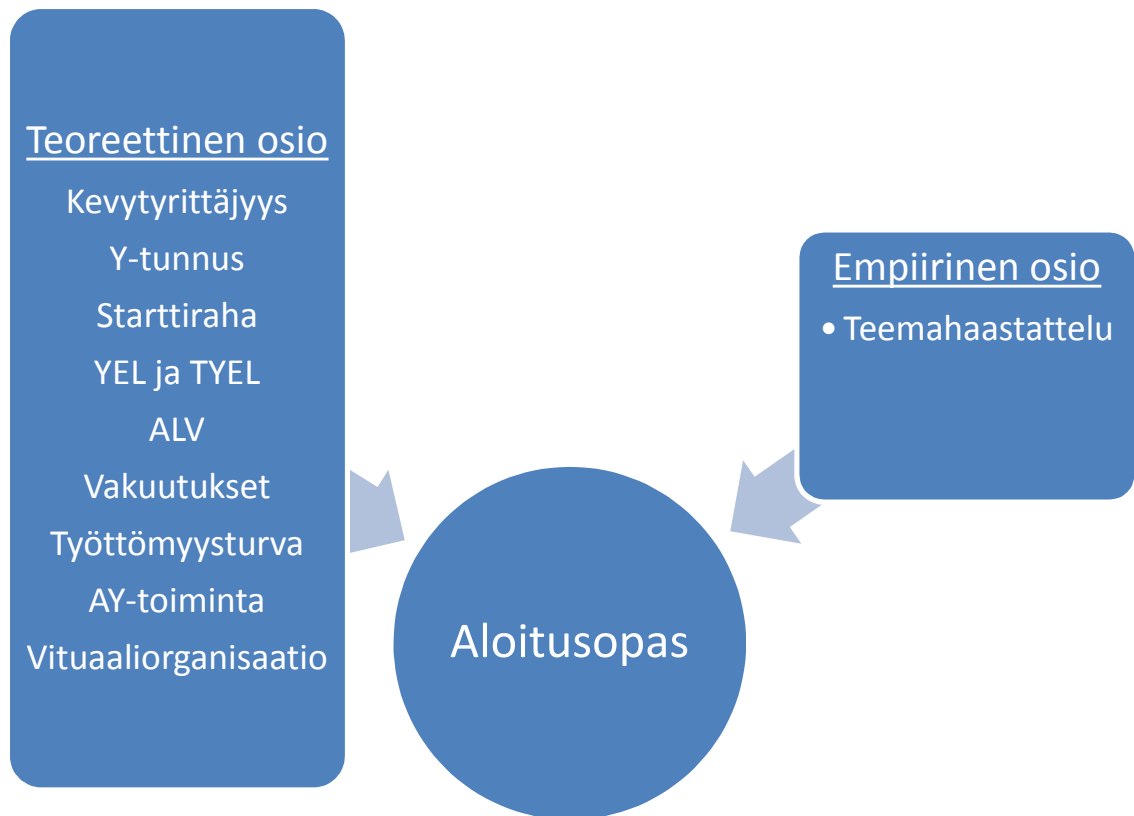 Teoreettinen osio
Kevytyrittäjyys
Y-tunnus
Starttiraha
YEL ja TYEL
ALV
Vakuutukset
Työttömyysturva
AY-toiminta
Vituaaliorganisaatio
Empiirinen osio
• Teemahaastattelu
Aloitusopas